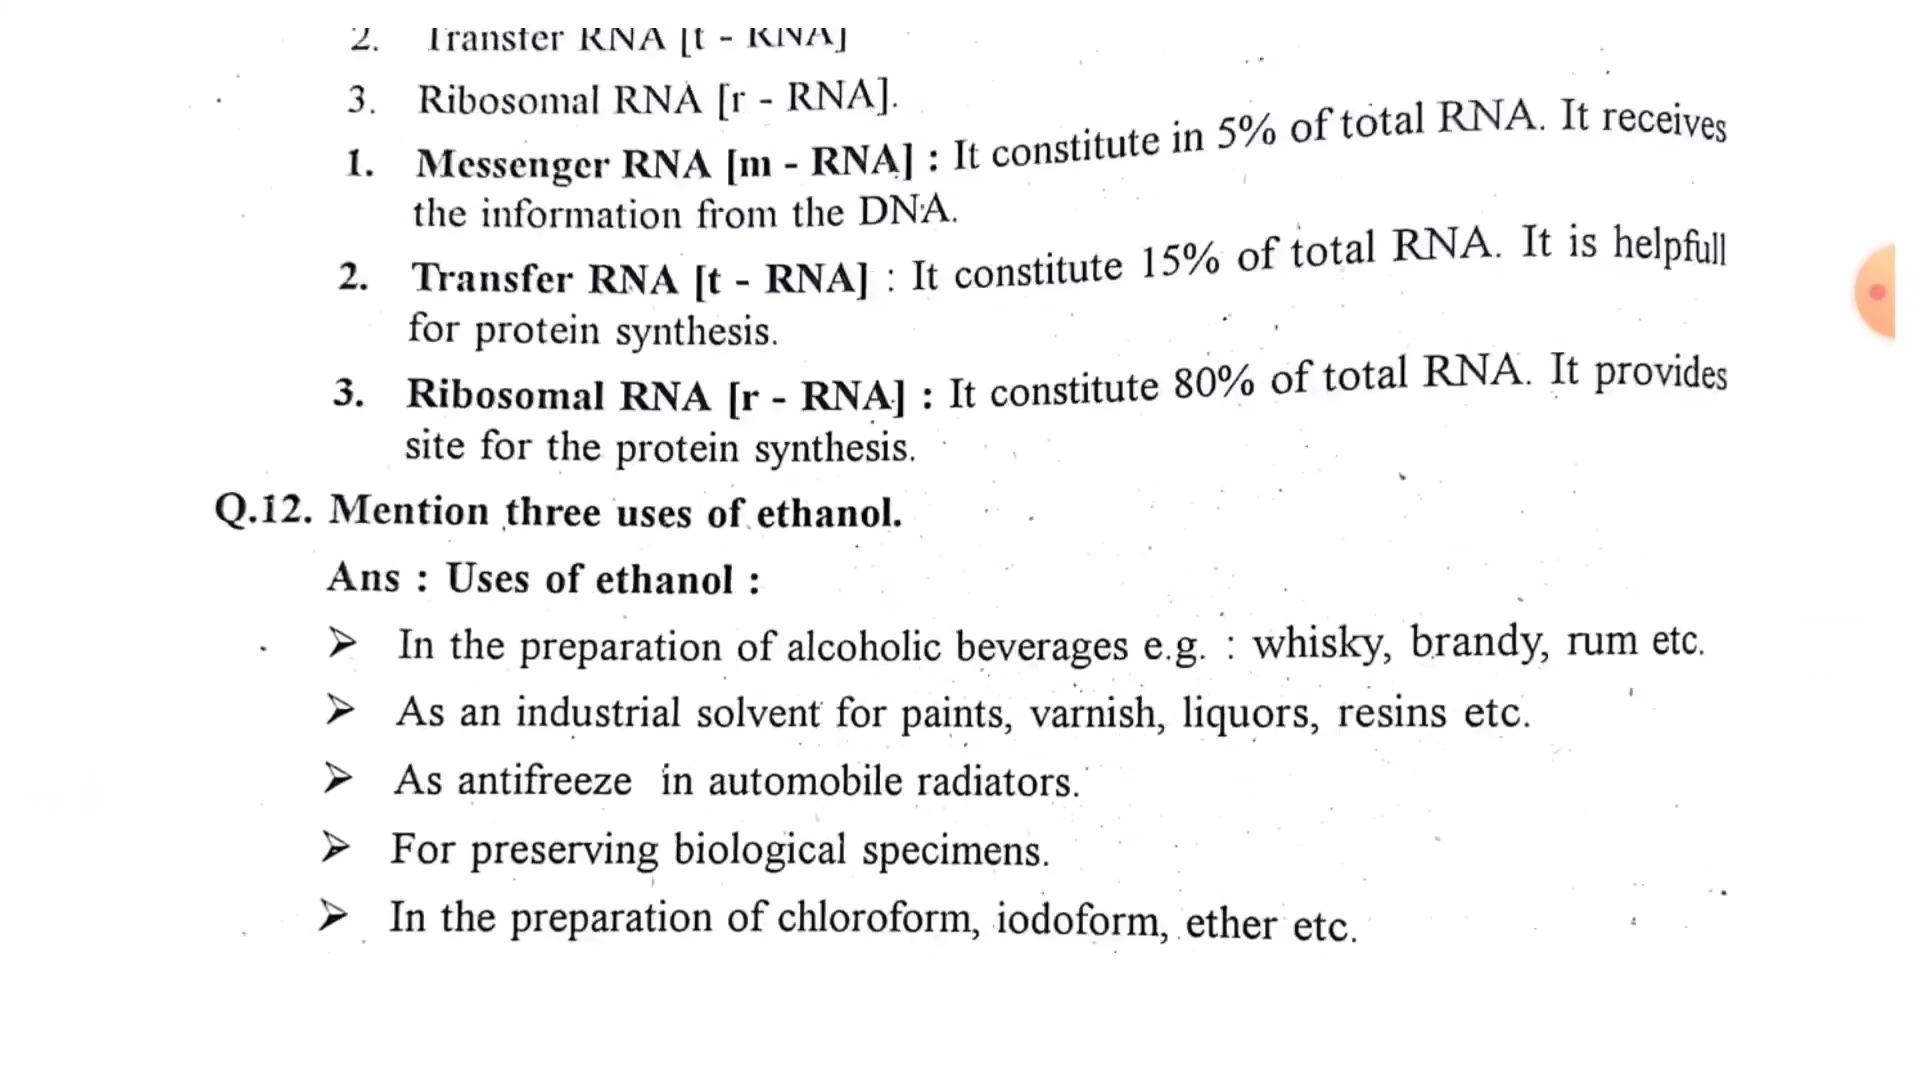 2. Transfer RNA [t - RNA]
3. Ribosomal RNA [r - RNA].
1. Messenger RNA [m - RNA] : It constitute in 5% of total RNA. It receives
the information from the DNA.
2. Transfer RNA [t - RNA] : It constitute 15% of total RNA. It is helpfull
for protein synthesis.
3. Ribosomal RNA [r - RNA] : It constitute 80% of total RNA. It provides
site for the protein synthesis.
Q.12. Mention three uses of ethanol.
Ans : Uses of ethanol :
➢ In the preparation of alcoholic beverages e.g. : whisky, brandy, rum etc.
➢ As an industrial solvent for paints, varnish, liquors, resins etc.
➢ As antifreeze in automobile radiators.
➢ For preserving biological specimens.
➢ In the preparation of chloroform, iodoform, ether etc.